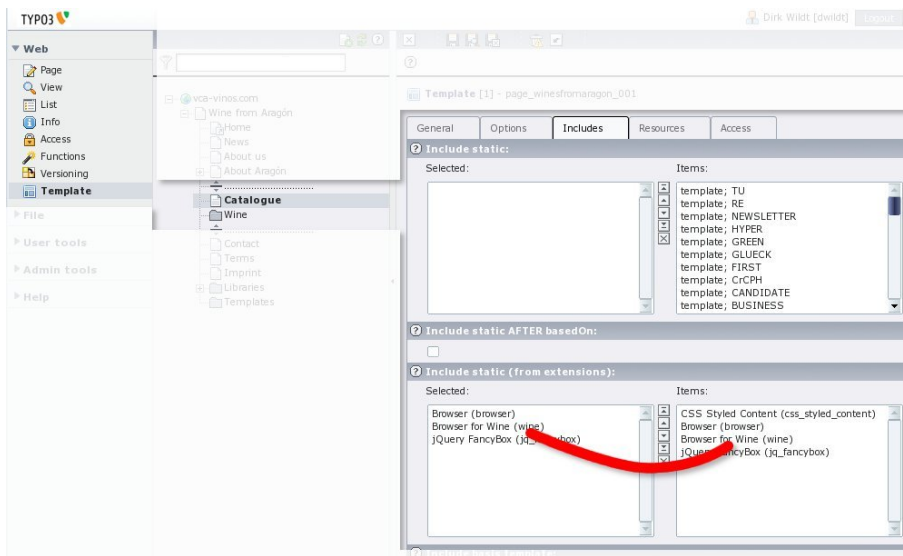 TYPO3
Dirk Wildt [dwildt]
Logout
Web
Page
View
List
Info
Access
Functions
Versioning
Template
File
User tools
Admin tools
Help
vca-vinos.com
Wine from Aragón
Home
News
About us
About Aragón
Catalogue
Wine
Contact
Terms
Imprint
Libraries
Templates
Template [1] - page_winesfromaragon_001
General Options Includes Resources Access
Include static:
Selected: Items:
template; TU
template; RE
template; NEWSLETTER
template; HYPER
template; GREEN
template; GLUECK
template; FIRST
template; CrCPH
template; CANDIDATE
template; BUSINESS
Include static AFTER basedOn:
Include static (from extensions):
Selected: Items:
Browser (browser)
Browser for Wine (wine)
jQuery FancyBox (jq_fancybox)
CSS Styled Content (css_styled_content)
Browser (browser)
Browser for Wine (wine)
jQuery FancyBox (jq_fancybox)